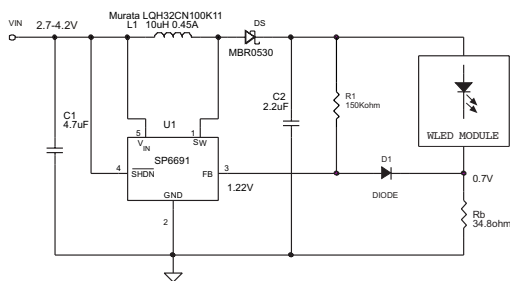 Murata LQH32CN100K11
VIN 2.7-4.2V L1 10uH 0.45A DS
MBR0530
C1
4.7uF
C2
2.2uF
R1
150Kohm
WLED MODULE
U1
5 1
VIN SW
SP6691
4 SHDN FB 3
1.22V
GND
2
D1
DIODE
0.7V
Rb
34.8ohm